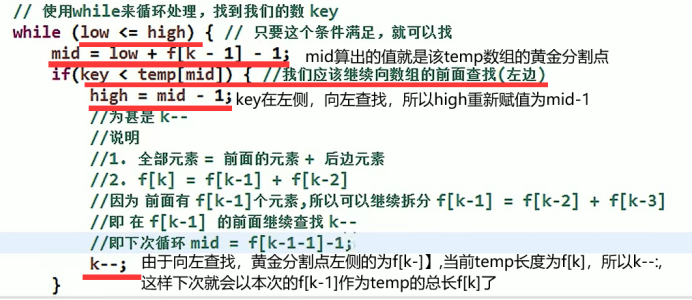 // 使用while来循环处理，找到我们的数 key
while (low <= high) { // 只要这个条件满足，就可以找
mid = low + f[k - 1] - 1; mid算出的值就是该temp数组的黄金分割点
if(key < temp[mid]) { //我们应该继续向数组的前面查找(左边)
high = mid - 1; key在左侧，向左查找，所以high重新赋值为mid-1
//为甚是 k--
//说明
//1. 全部元素 = 前面的元素 + 后边元素
//2. f[k] = f[k-1] + f[k-2]
//因为 前面有 f[k-1]个元素,所以可以继续拆分 f[k-1] = f[k-2] + f[k-3]
//即 在 f[k-1] 的前面继续查找 k--
//即下次循环 mid = f[k-1-1]-1;
k--; 由于向左查找，黄金分割点左侧的为f[k-]】,当前temp长度为f[k]，所以k--:,
这样下次就会以本次的f[k-1]作为temp的总长f[k]了
}